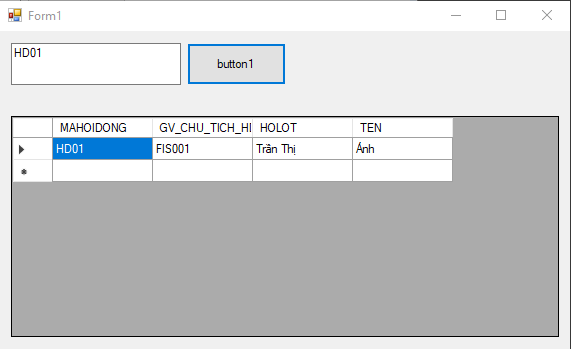 Form1
HD01
button1
MAHOIDONG GV_CHU_TICH_HI HOLOT TEN
HD01 FIS001 Trần Thị Ánh